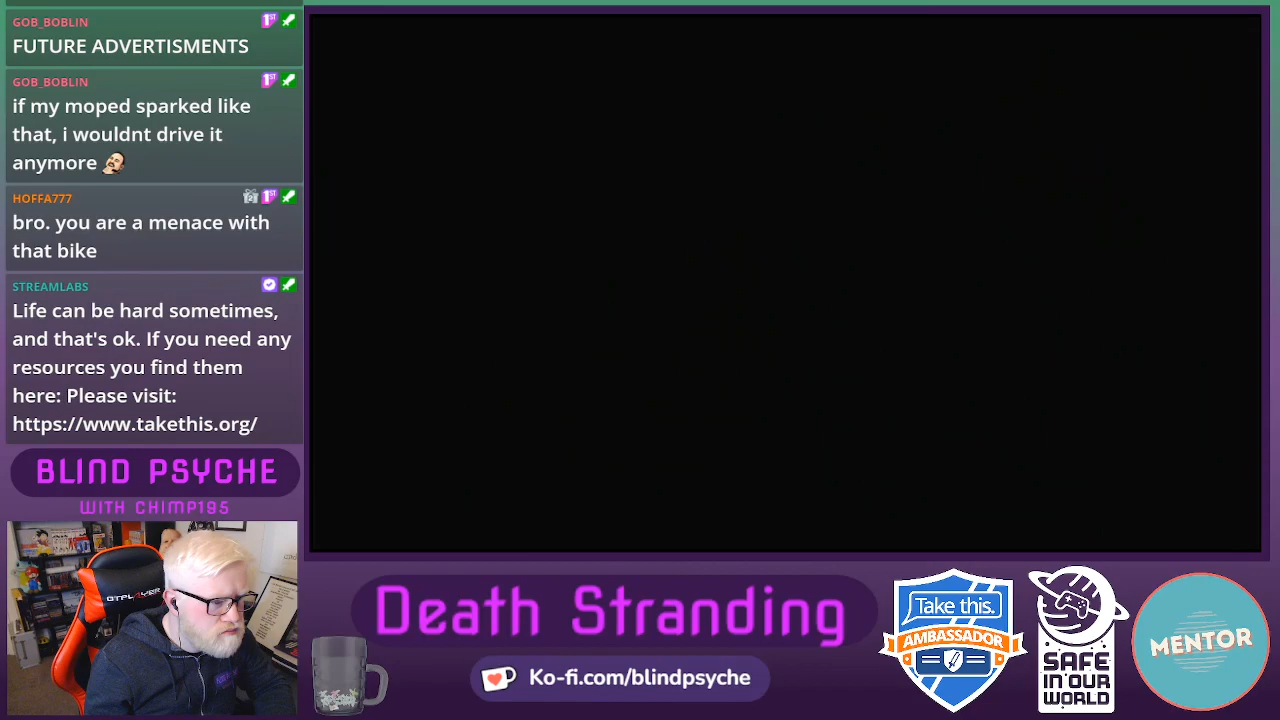 GOB_BOBLIN
FUTURE ADVERTISMENTS
GOB_BOBLIN
if my moped sparked like
that, i wouldnt drive it
anymore
HOFFA777
bro. you are a menace with
that bike
STREAMLABS
Life can be hard sometimes,
and that's ok. If you need any
resources you find them
here: Please visit:
https://www.takethis.org/
BLIND PSYCHE
WITH CHIMP195
GTPLAYER
Death Stranding
Ko-fi.com/blindpsyche
Take this.
AMBASSADOR
SAFE
IN OUR
WORLD
MENTOR